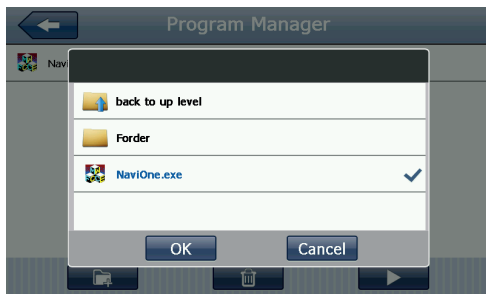 Program Manager
Navi
back to up level
Forder
NaviOne.exe
OK
Cancel